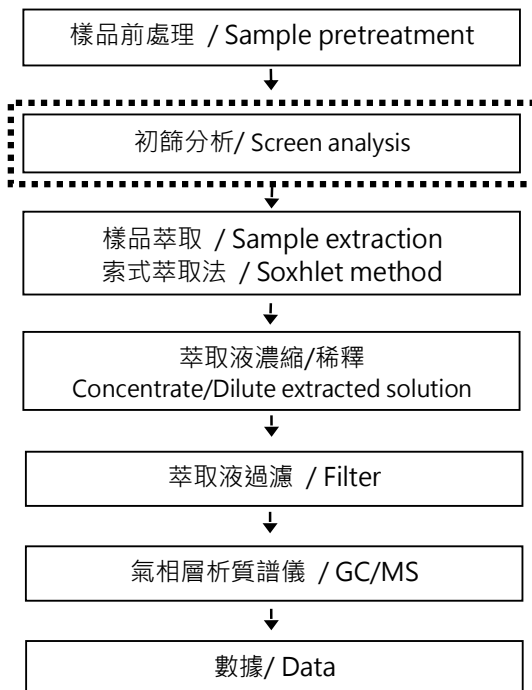 樣品前處理 / Sample pretreatment
初篩分析/ Screen analysis
樣品萃取 / Sample extraction
索式萃取法 / Soxhlet method
萃取液濃縮/稀釋
Concentrate/Dilute extracted solution
萃取液過濾 / Filter
氣相層析質譜儀 / GC/MS
數據/ Data